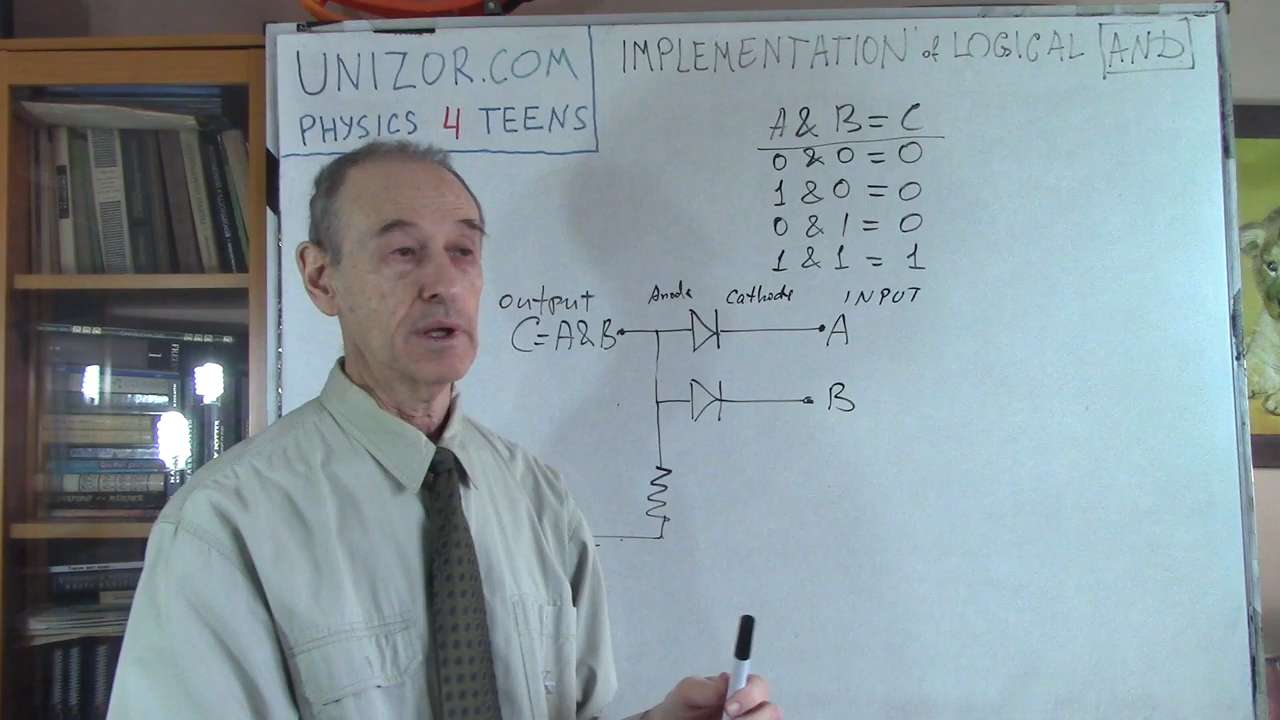 UNIZOR.COM
PHYSICS 4 TEENS
IMPLEMENTATION of LOGICAL AND
A & B = C
0 & 0 = 0
1 & 0 = 0
0 & 1 = 0
1 & 1 = 1
output Anode Cathode INPUT
C=A&B A
B